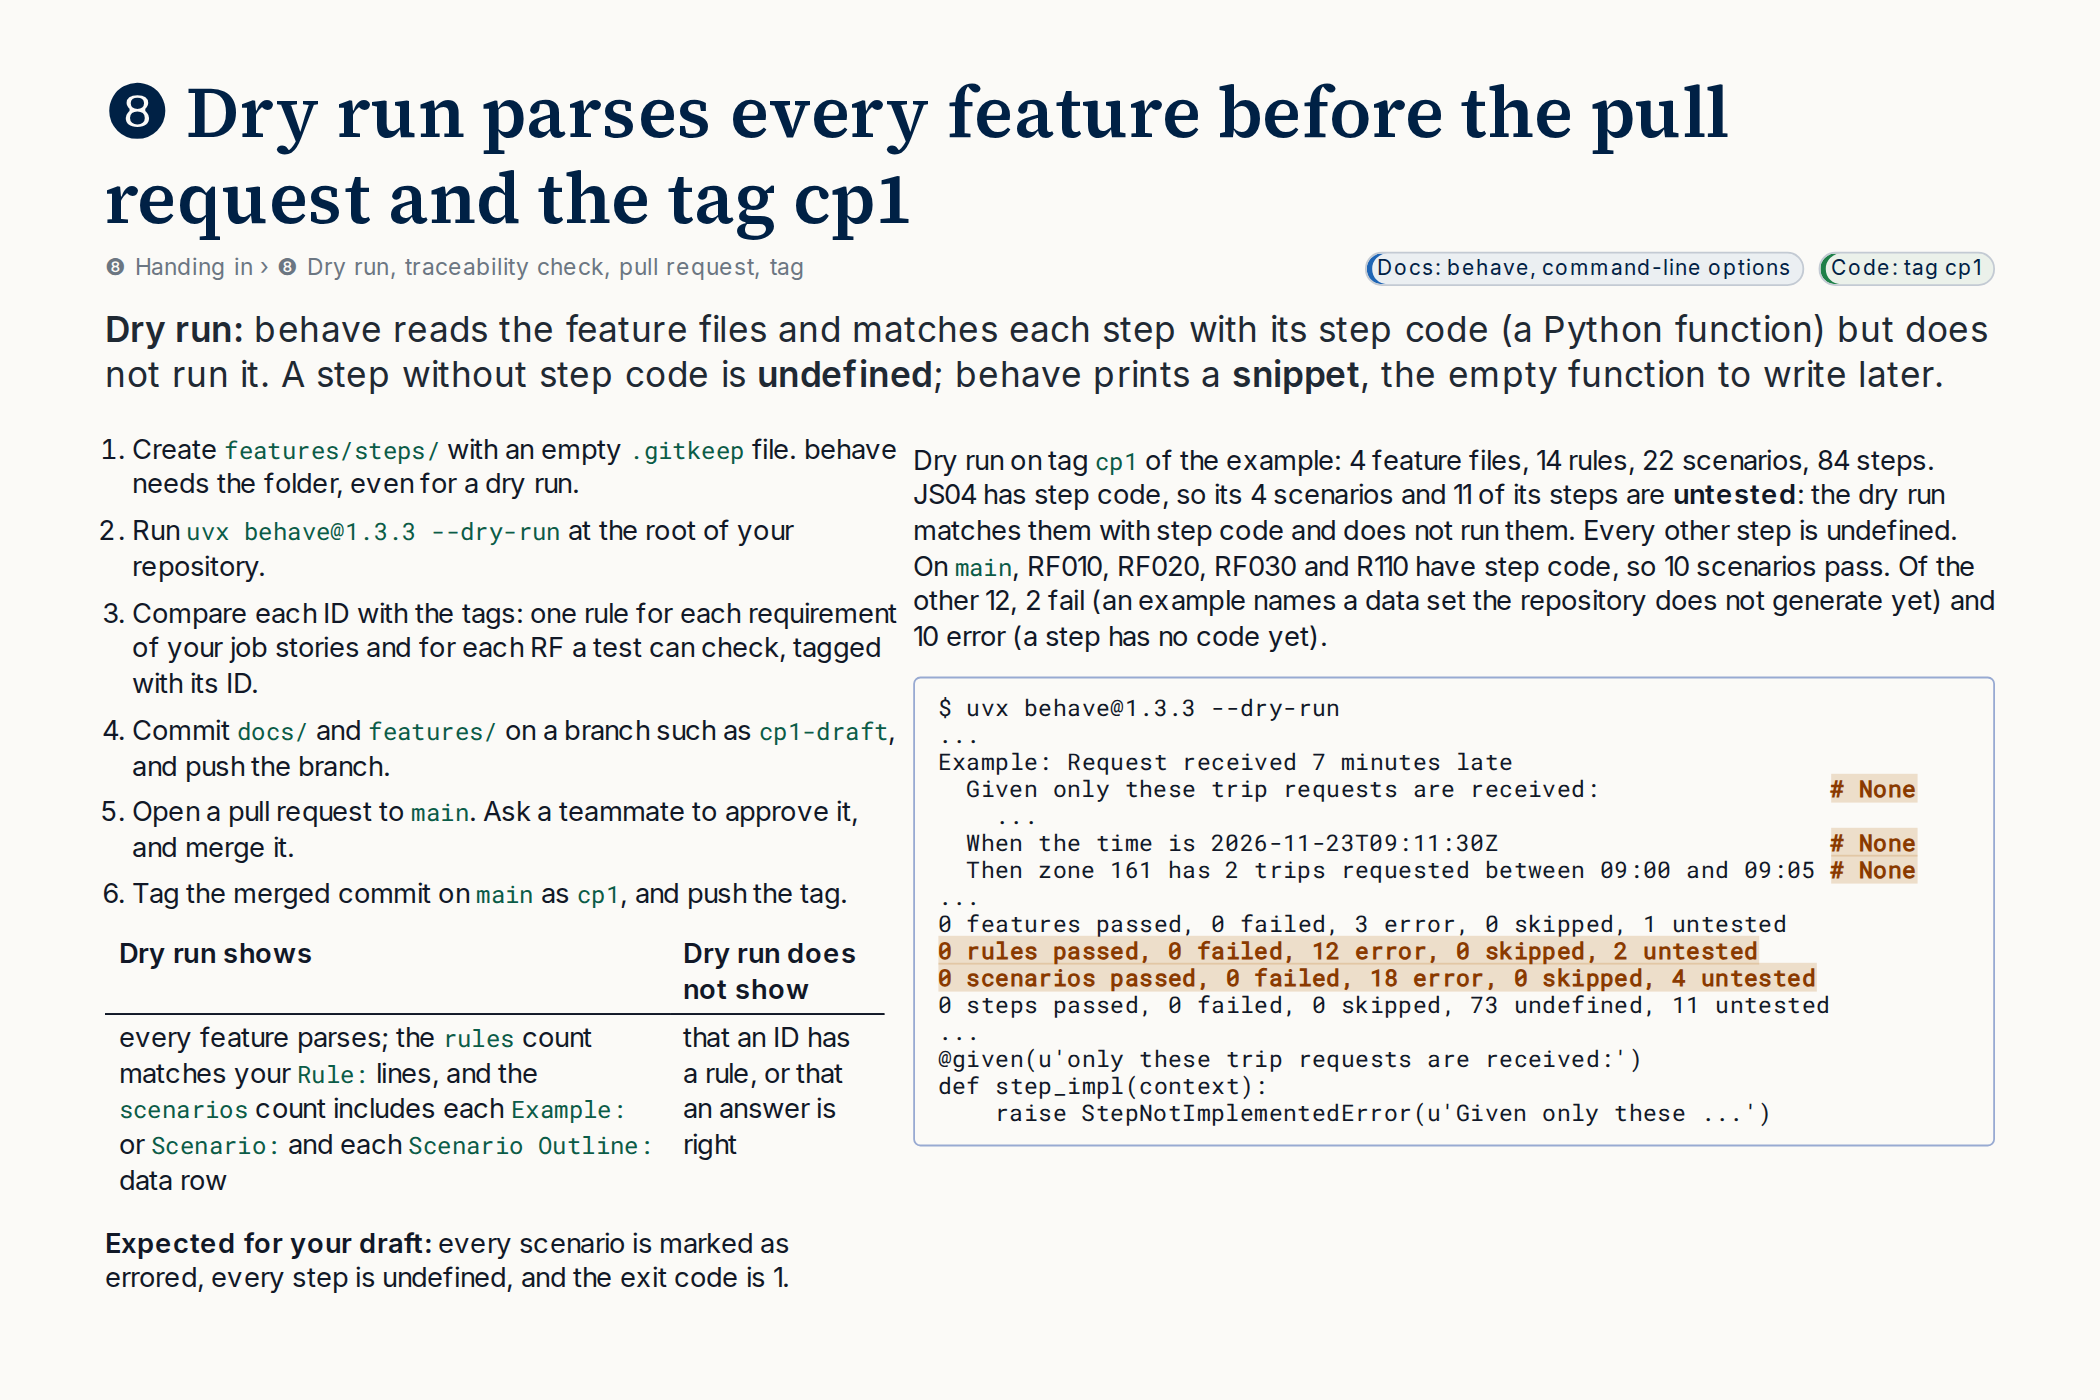 ❽ Dry run parses every feature before the pull
request and the tag cp1
❽ Handing in › ❽ Dry run, traceability check, pull request, tag
Docs: behave, command-line options
Code: tag cp1
Dry run: behave reads the feature files and matches each step with its step code (a Python function) but does
not run it. A step without step code is undefined; behave prints a snippet, the empty function to write later.
1. Create features/steps/ with an empty .gitkeep file. behave
needs the folder, even for a dry run.
2. Run uvx behave@1.3.3 --dry-run at the root of your
repository.
3. Compare each ID with the tags: one rule for each requirement
of your job stories and for each RF a test can check, tagged
with its ID.
4. Commit docs/ and features/ on a branch such as cp1-draft,
and push the branch.
5. Open a pull request to main. Ask a teammate to approve it,
and merge it.
6. Tag the merged commit on main as cp1, and push the tag.
Dry run shows
Dry run does
not show
every feature parses; the rules count
matches your Rule: lines, and the
scenarios count includes each Example:
or Scenario: and each Scenario Outline:
data row
that an ID has
a rule, or that
an answer is
right
Expected for your draft: every scenario is marked as
errored, every step is undefined, and the exit code is 1.
Dry run on tag cp1 of the example: 4 feature files, 14 rules, 22 scenarios, 84 steps.
JS04 has step code, so its 4 scenarios and 11 of its steps are untested: the dry run
matches them with step code and does not run them. Every other step is undefined.
On main, RF010, RF020, RF030 and R110 have step code, so 10 scenarios pass. Of the
other 12, 2 fail (an example names a data set the repository does not generate yet) and
10 error (a step has no code yet).
$ uvx behave@1.3.3 --dry-run
...
Example: Request received 7 minutes late
  Given only these trip requests are received:                # None
    ...
  When the time is 2026-11-23T09:11:30Z                       # None
  Then zone 161 has 2 trips requested between 09:00 and 09:05 # None
...
0 features passed, 0 failed, 3 error, 0 skipped, 1 untested
0 rules passed, 0 failed, 12 error, 0 skipped, 2 untested
0 scenarios passed, 0 failed, 18 error, 0 skipped, 4 untested
0 steps passed, 0 failed, 0 skipped, 73 undefined, 11 untested
...
@given(u'only these trip requests are received:')
def step_impl(context):
    raise StepNotImplementedError(u'Given only these ...')